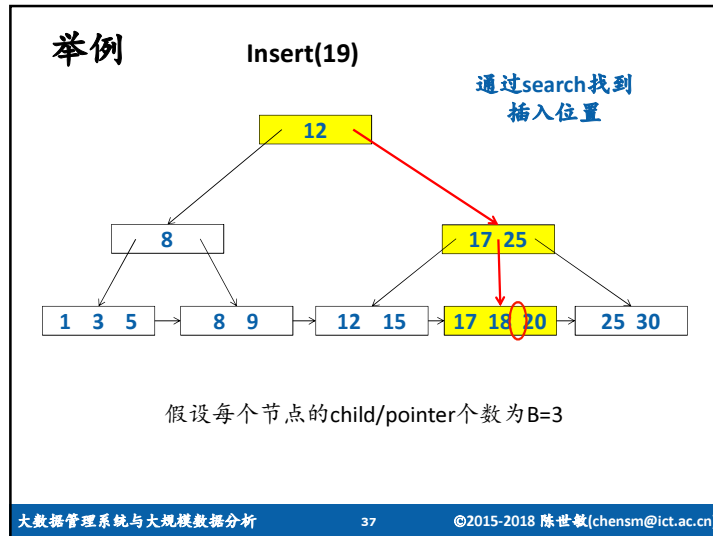 举例
Insert(19)
通过search找到
插入位置
12
8
17 25
1 3 5
8 9
12 15
17 18 20
25 30
假设每个节点的child/pointer个数为B=3
大数据管理系统与大规模数据分析
37
©2015-2018 陈世敏(chensm@ict.ac.cn)